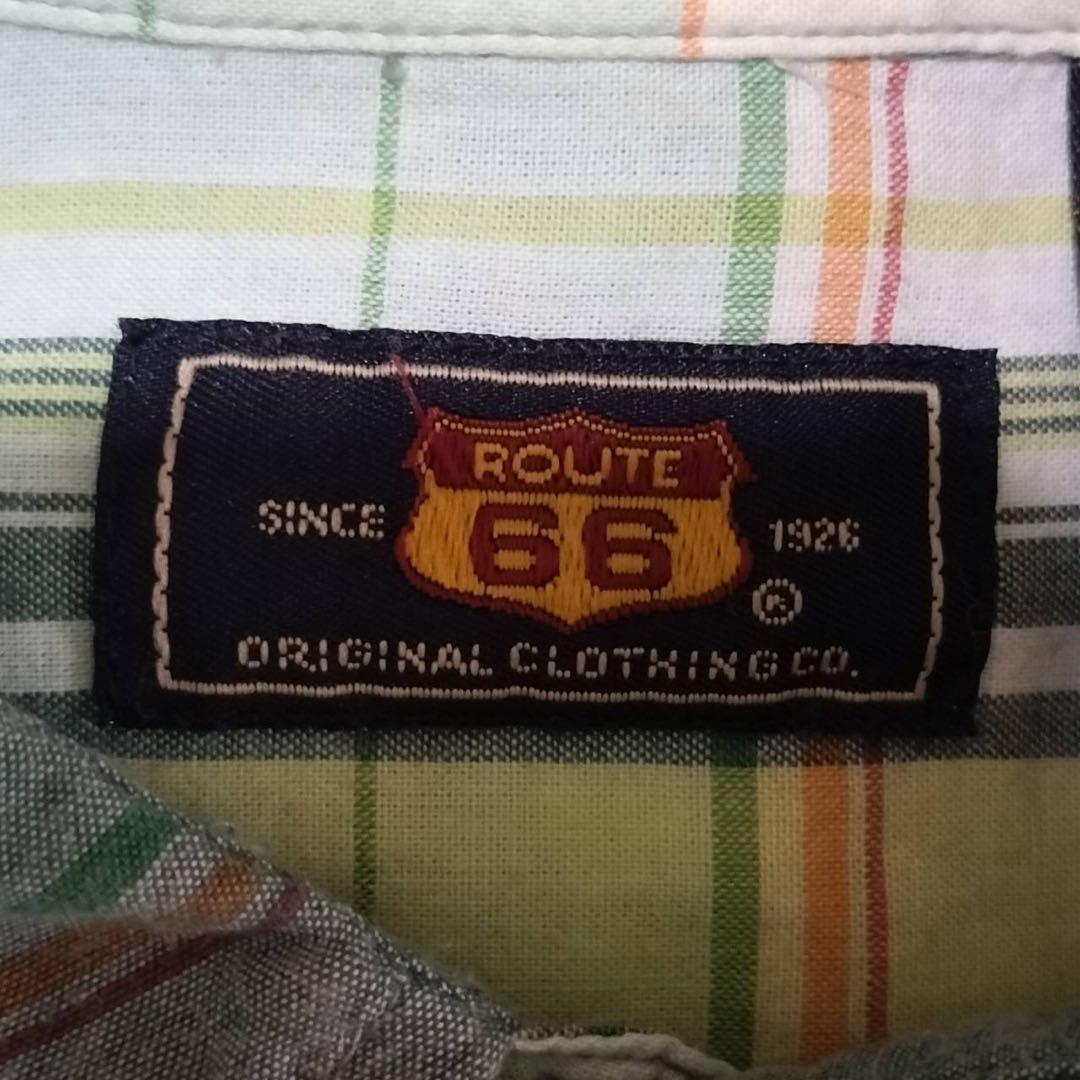 ROUTE
66
SINCE 1926
®
ORIGINAL CLOTHING CO.